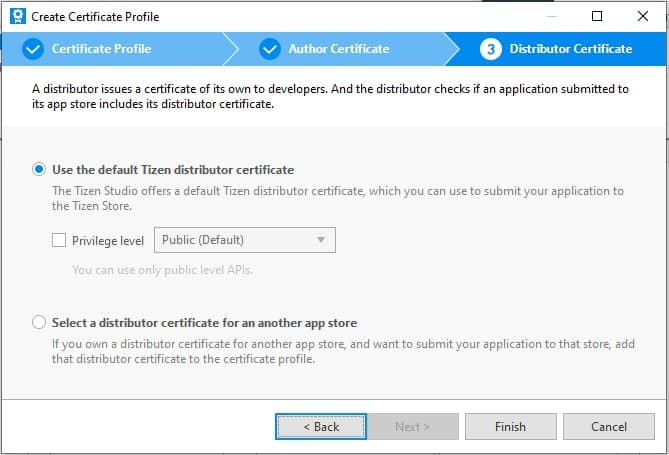 Create Certificate Profile
Certificate Profile
Author Certificate
3 Distributor Certificate
A distributor issues a certificate of its own to developers. And the distributor checks if an application submitted to
its app store includes its distributor certificate.
Use the default Tizen distributor certificate
The Tizen Studio offers a default Tizen distributor certificate, which you can use to submit your application to
the Tizen Store.
Privilege level Public (Default)
You can use only public level APIs.
Select a distributor certificate for an another app store
If you own a distributor certificate for another app store, and want to submit your application to that store, add
that distributor certificate to the certificate profile.
< Back Next > Finish Cancel